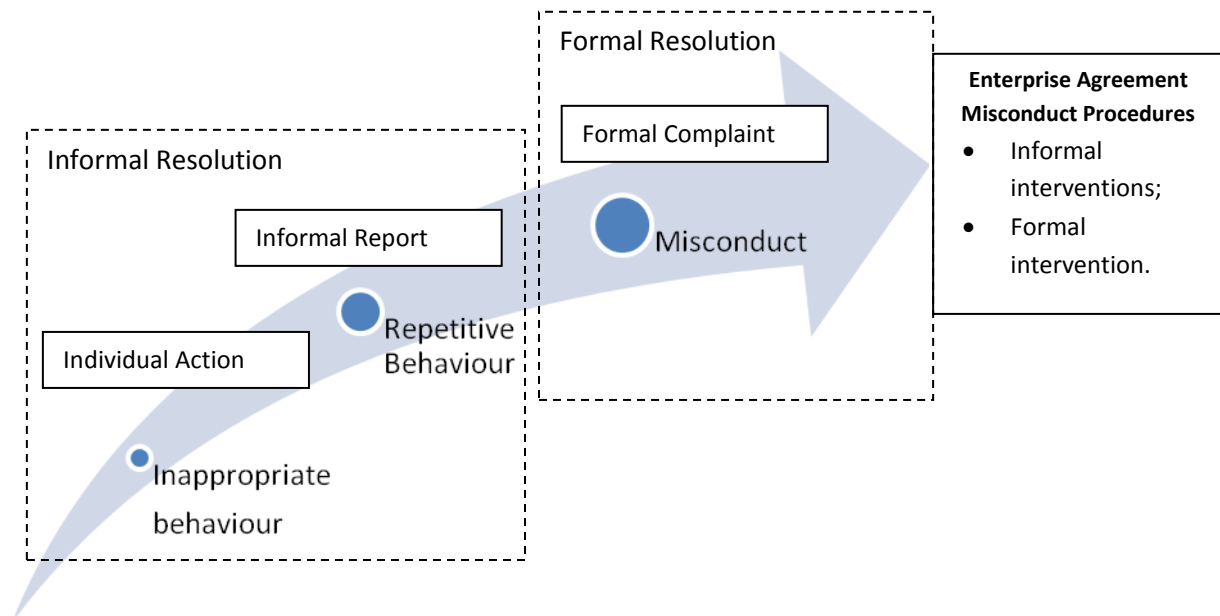 Informal Resolution
Individual Action
Inappropriate
behaviour
Informal Report
Repetitive
Behaviour
Formal Resolution
Formal Complaint
Misconduct
Enterprise Agreement
Misconduct Procedures
• Informal
interventions;
• Formal
intervention.